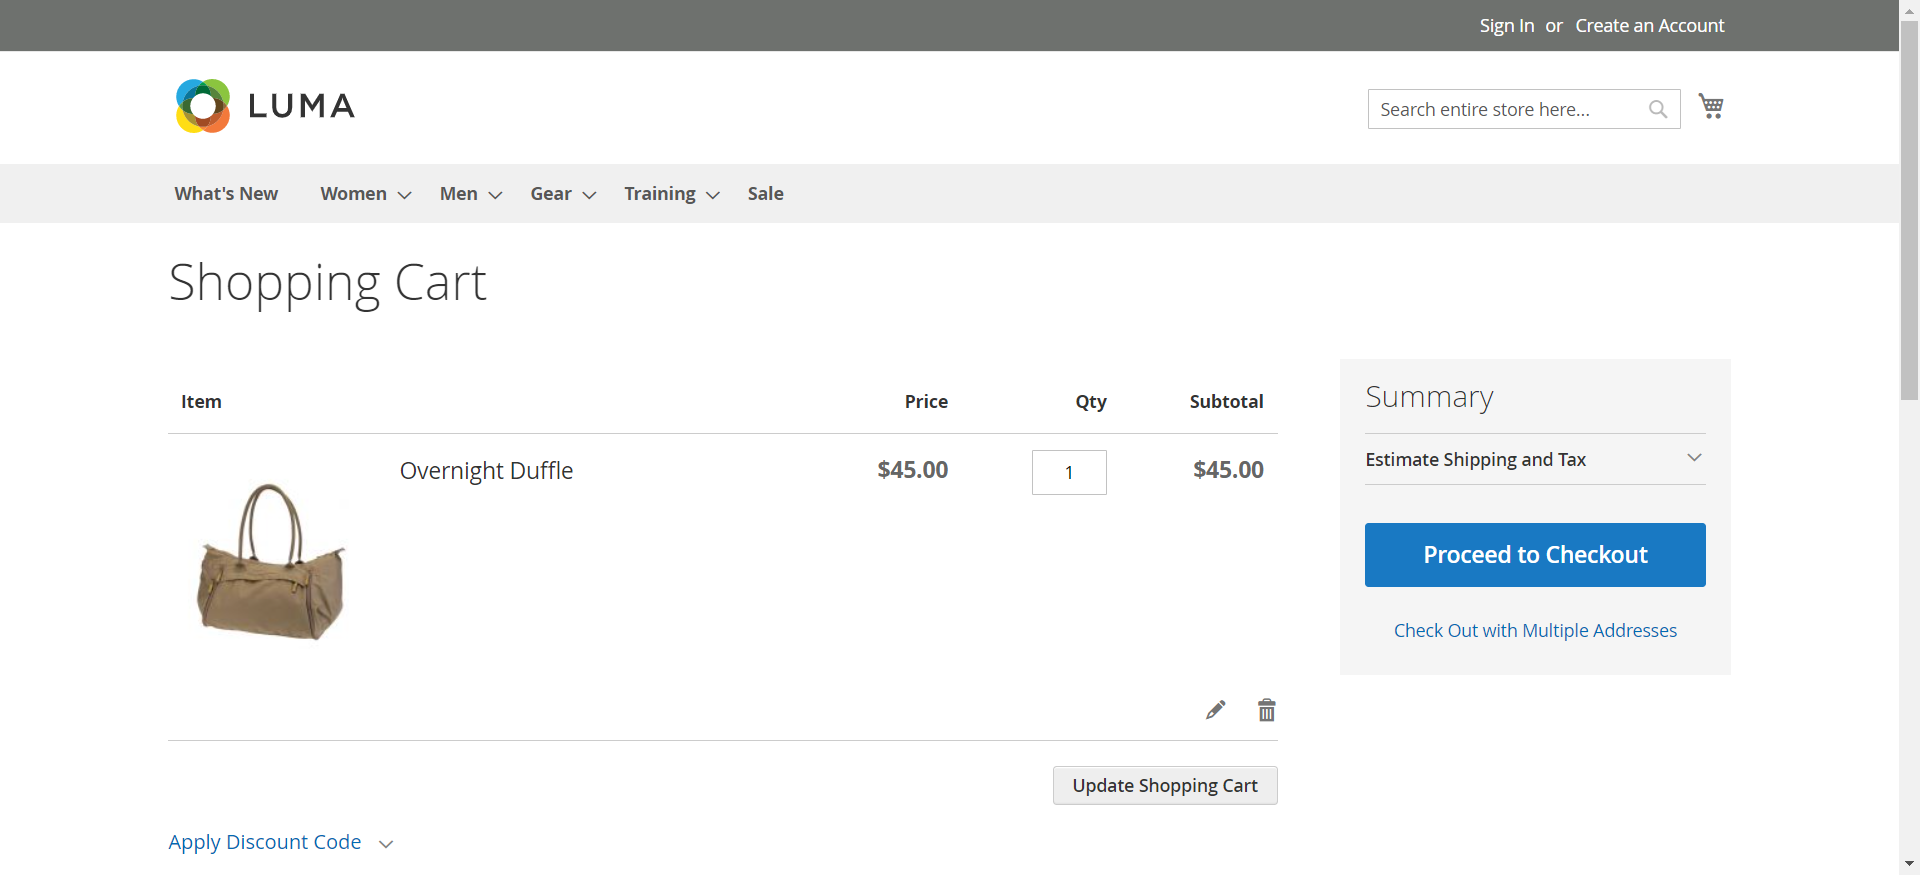 Sign In or Create an Account
LUMA
Search entire store here...
What's New Women Men Gear Training Sale
Shopping Cart
Item Price Qty Subtotal
Overnight Duffle $45.00 1 $45.00
Update Shopping Cart
Apply Discount Code
Summary
Estimate Shipping and Tax
Proceed to Checkout
Check Out with Multiple Addresses